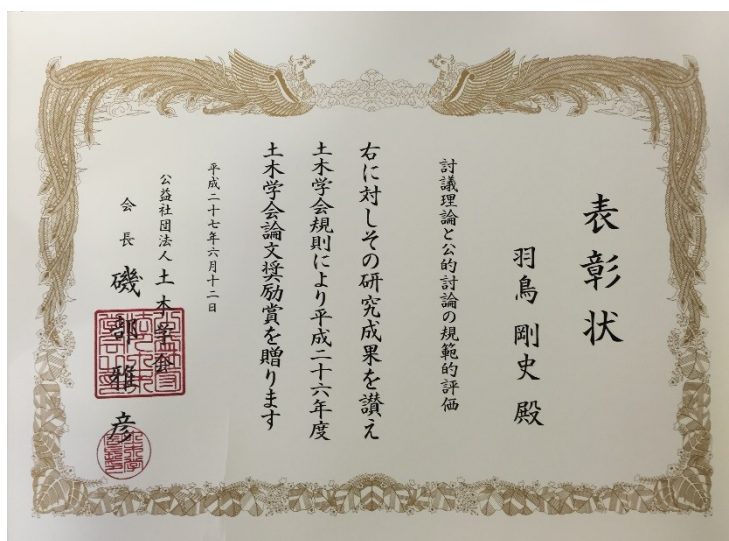 表彰状
羽鳥 剛史 殿
討議理論と公的討論の規範的評価
右に対しその研究成果を讃え
土木学会規則により平成二十六年度
土木学会論文奨励賞を贈ります
平成二十七年六月十二日
公益社団法人 土木学会
会長 磯部雅彦